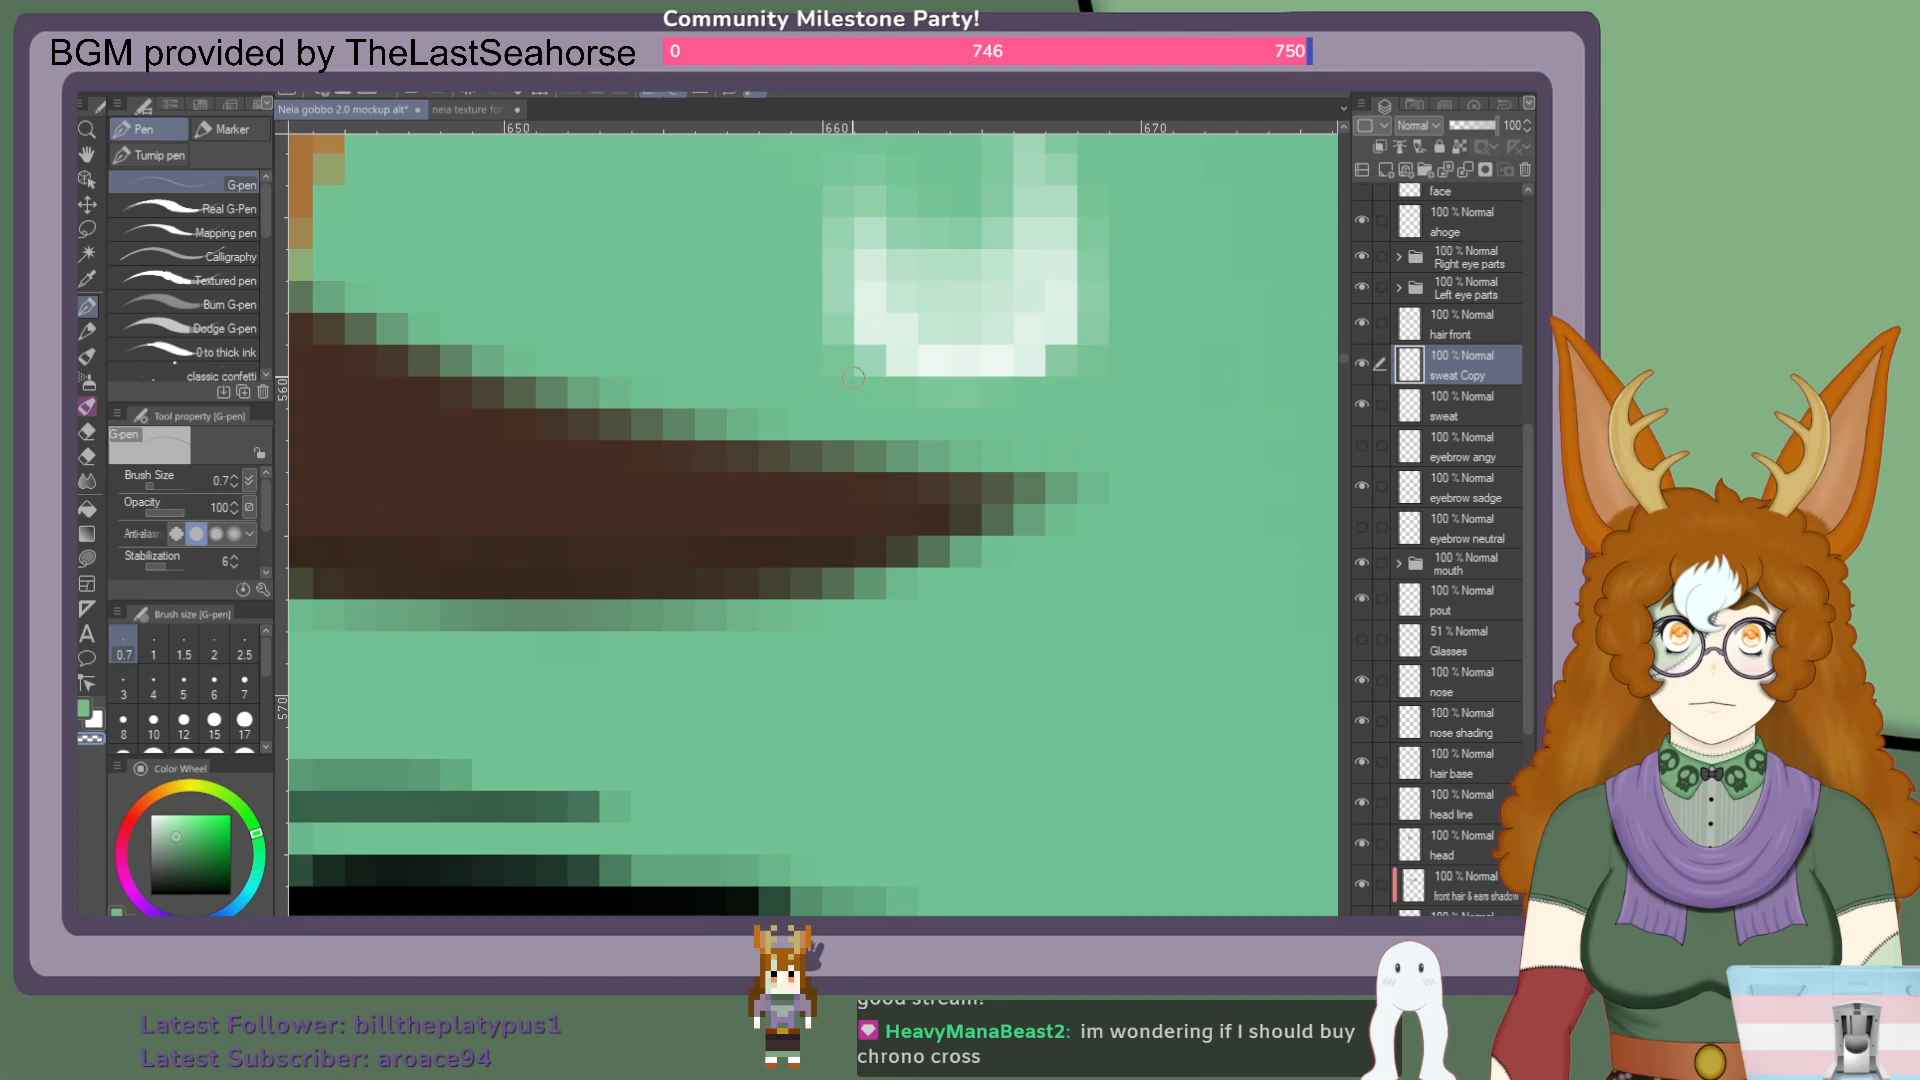 Community Milestone Party!
BGM provided by TheLastSeahorse
0 746 750
Neia gobbo 2.0 mockup alt*
neia texture for
650 660 670
560
570
Pen
Marker
Turnip pen
G-pen
Real G-Pen
Mapping pen
Calligraphy
Textured pen
Burn G-pen
Dodge G-pen
0 to thick ink
classic confetti
Tool property [G-pen]
G-pen
Brush Size 0.7
Opacity 100
Anti-aliasin
Stabilization 6
Brush size [G-pen]
0.7 1 1.5 2 2.5
3 4 5 6 7
8 10 12 15 17
Color Wheel
Normal 100
face
100 % Normal
ahoge
100 % Normal
Right eye parts
100 % Normal
Left eye parts
100 % Normal
hair front
100 % Normal
sweat Copy
100 % Normal
sweat
100 % Normal
eyebrow angy
100 % Normal
eyebrow sadge
100 % Normal
eyebrow neutral
100 % Normal
mouth
100 % Normal
pout
51 % Normal
Glasses
100 % Normal
nose
100 % Normal
nose shading
100 % Normal
hair base
100 % Normal
head line
100 % Normal
head
100 % Normal
front hair & ears shadow
Latest Follower: billtheplatypus1
Latest Subscriber: aroace94
good stream!
HeavyManaBeast2: im wondering if I should buy
chrono cross